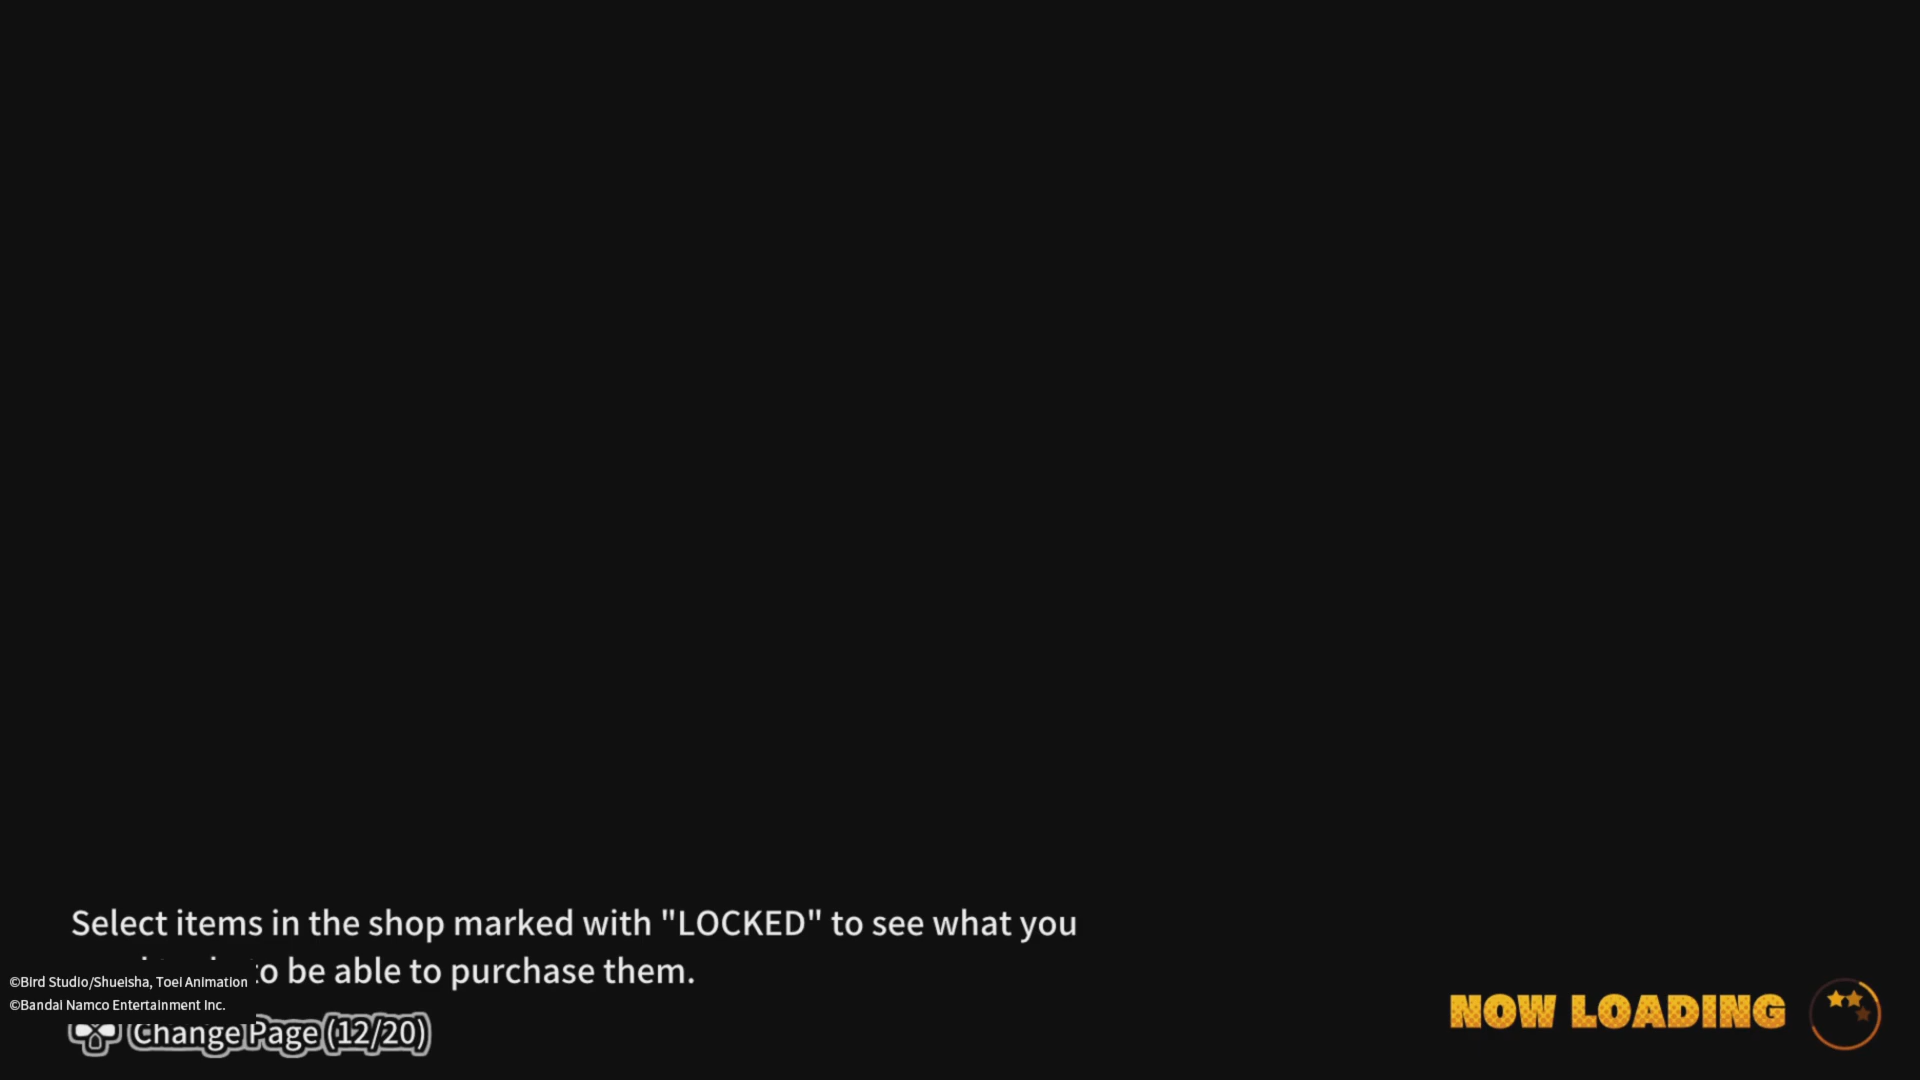 Select items in the shop marked with "LOCKED" to see what you
be able to purchase them.
©Bird Studio/Shueisha, Toei Animation
©Bandai Namco Entertainment Inc.
Change Page (12/20)
NOW LOADING